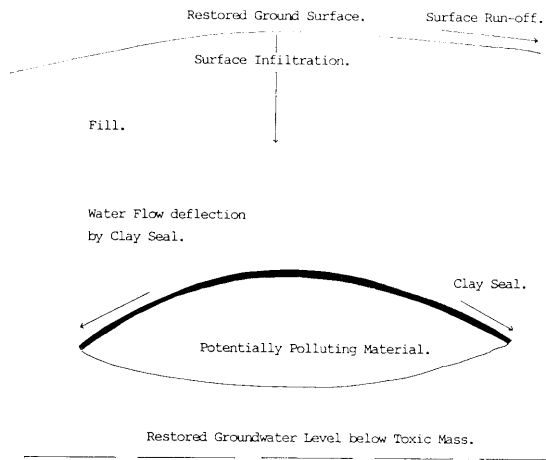 Restored Ground Surface.
Surface Run-off.
Surface Infiltration.
Fill.
Water Flow deflection
by Clay Seal.
Clay Seal.
Potentially Polluting Material.
Restored Groundwater Level below Toxic Mass.